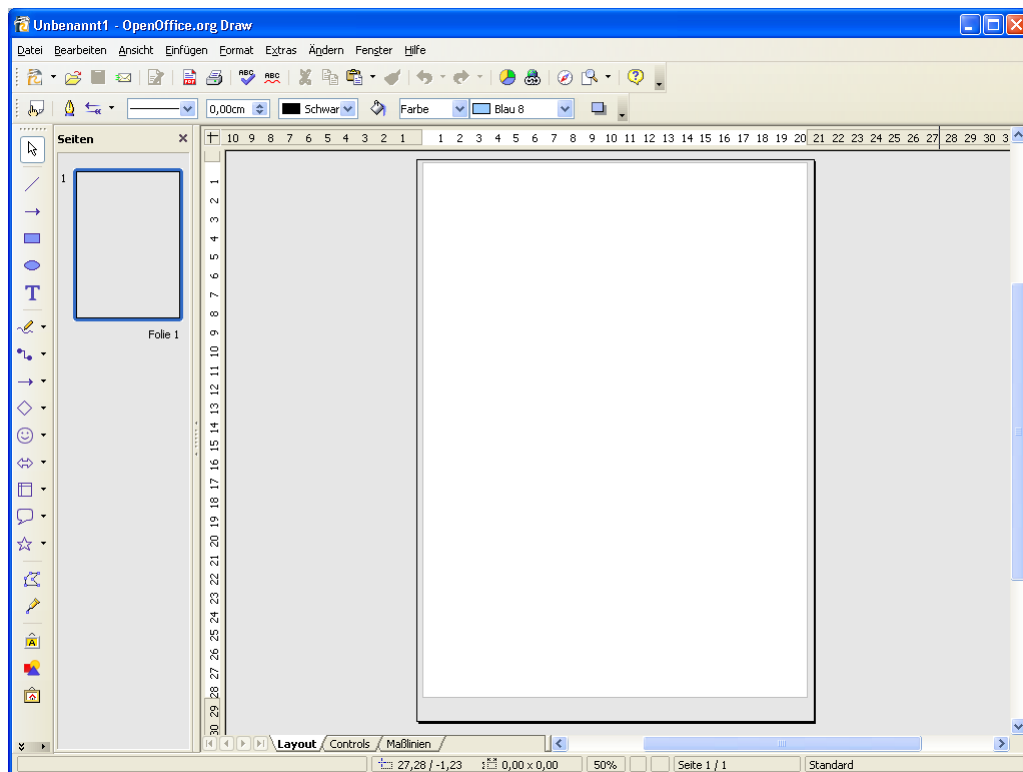 Unbenannt1 - OpenOffice.org Draw
Datei Bearbeiten Ansicht Einfügen Format Extras Ändern Fenster Hilfe
ABC ABC
0,00cm Schwar Farbe Blau 8
Seiten
10 9 8 7 6 5 4 3 2 1 1 2 3 4 5 6 7 8 9 10 11 12 13 14 15 16 17 18 19 20 21 22 23 24 25 26 27 28 29 30 3
1
Folie 1
T
A
1
2
3
4
5
6
7
8
9
10
11
12
13
14
15
16
17
18
19
20
21
22
23
24
25
26
27
28
29
30
Layout Controls Maßlinien
27,28 / -1,23 0,00 x 0,00 50% Seite 1 / 1 Standard